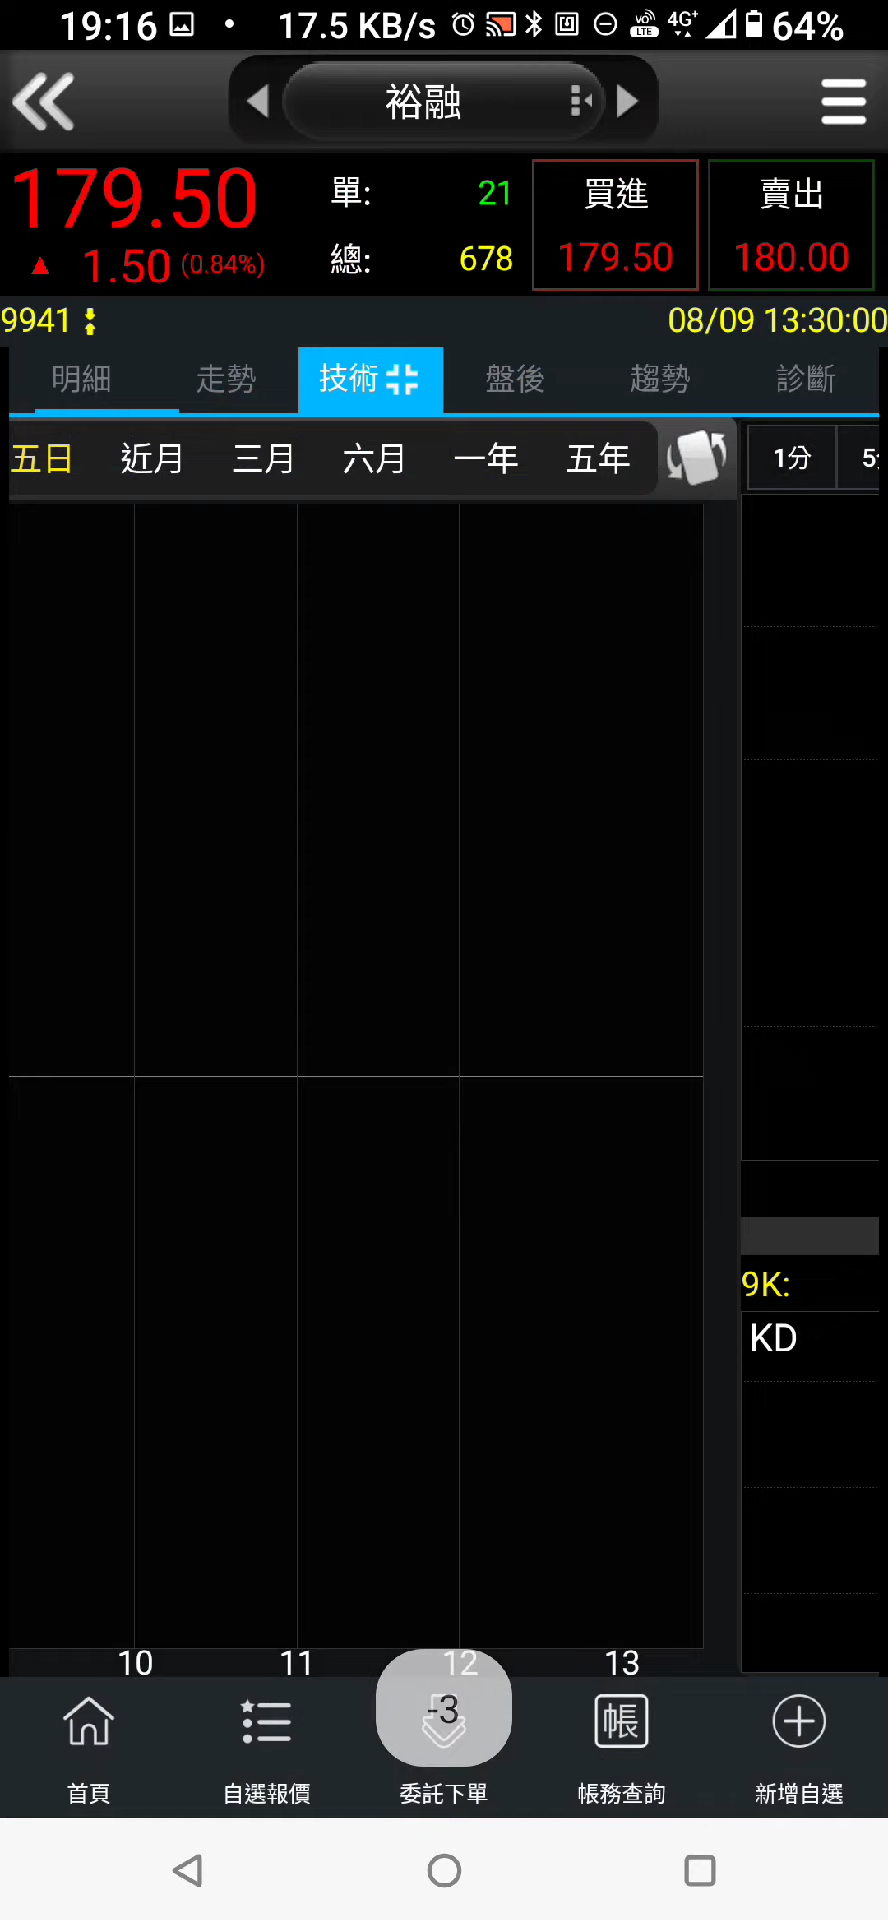 19:16 17.5 KB/s VO LTE 4G+ 64%
裕融
179.50 單: 21 買進 賣出
▲ 1.50 (0.84%) 總: 678 179.50 180.00
9941 08/09 13:30:00
明細 走勢 技術 盤後 趨勢 診斷
五日 近月 三月 六月 一年 五年 1分 5
9K:
KD
10 11 12 13
-3
帳
首頁 自選報價 委託下單 帳務查詢 新增自選